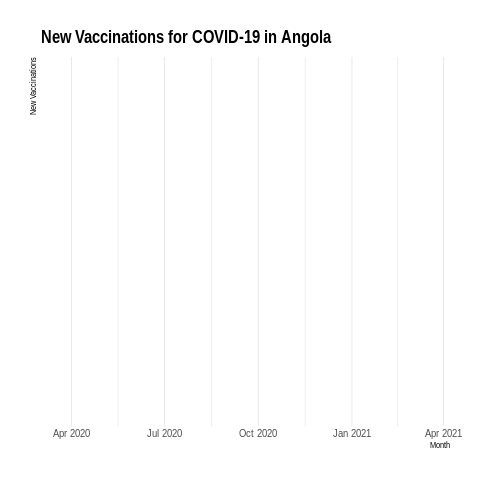 New Vaccinations for COVID-19 in Angola
New Vaccinations
Apr 2020 Jul 2020 Oct 2020 Jan 2021 Apr 2021
Month